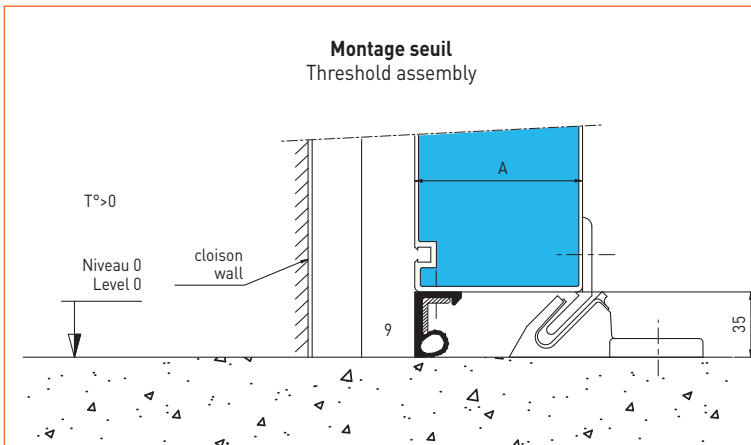 Montage seuil
Threshold assembly
A
T°>0
Niveau 0
Level 0
cloison
wall
9
35